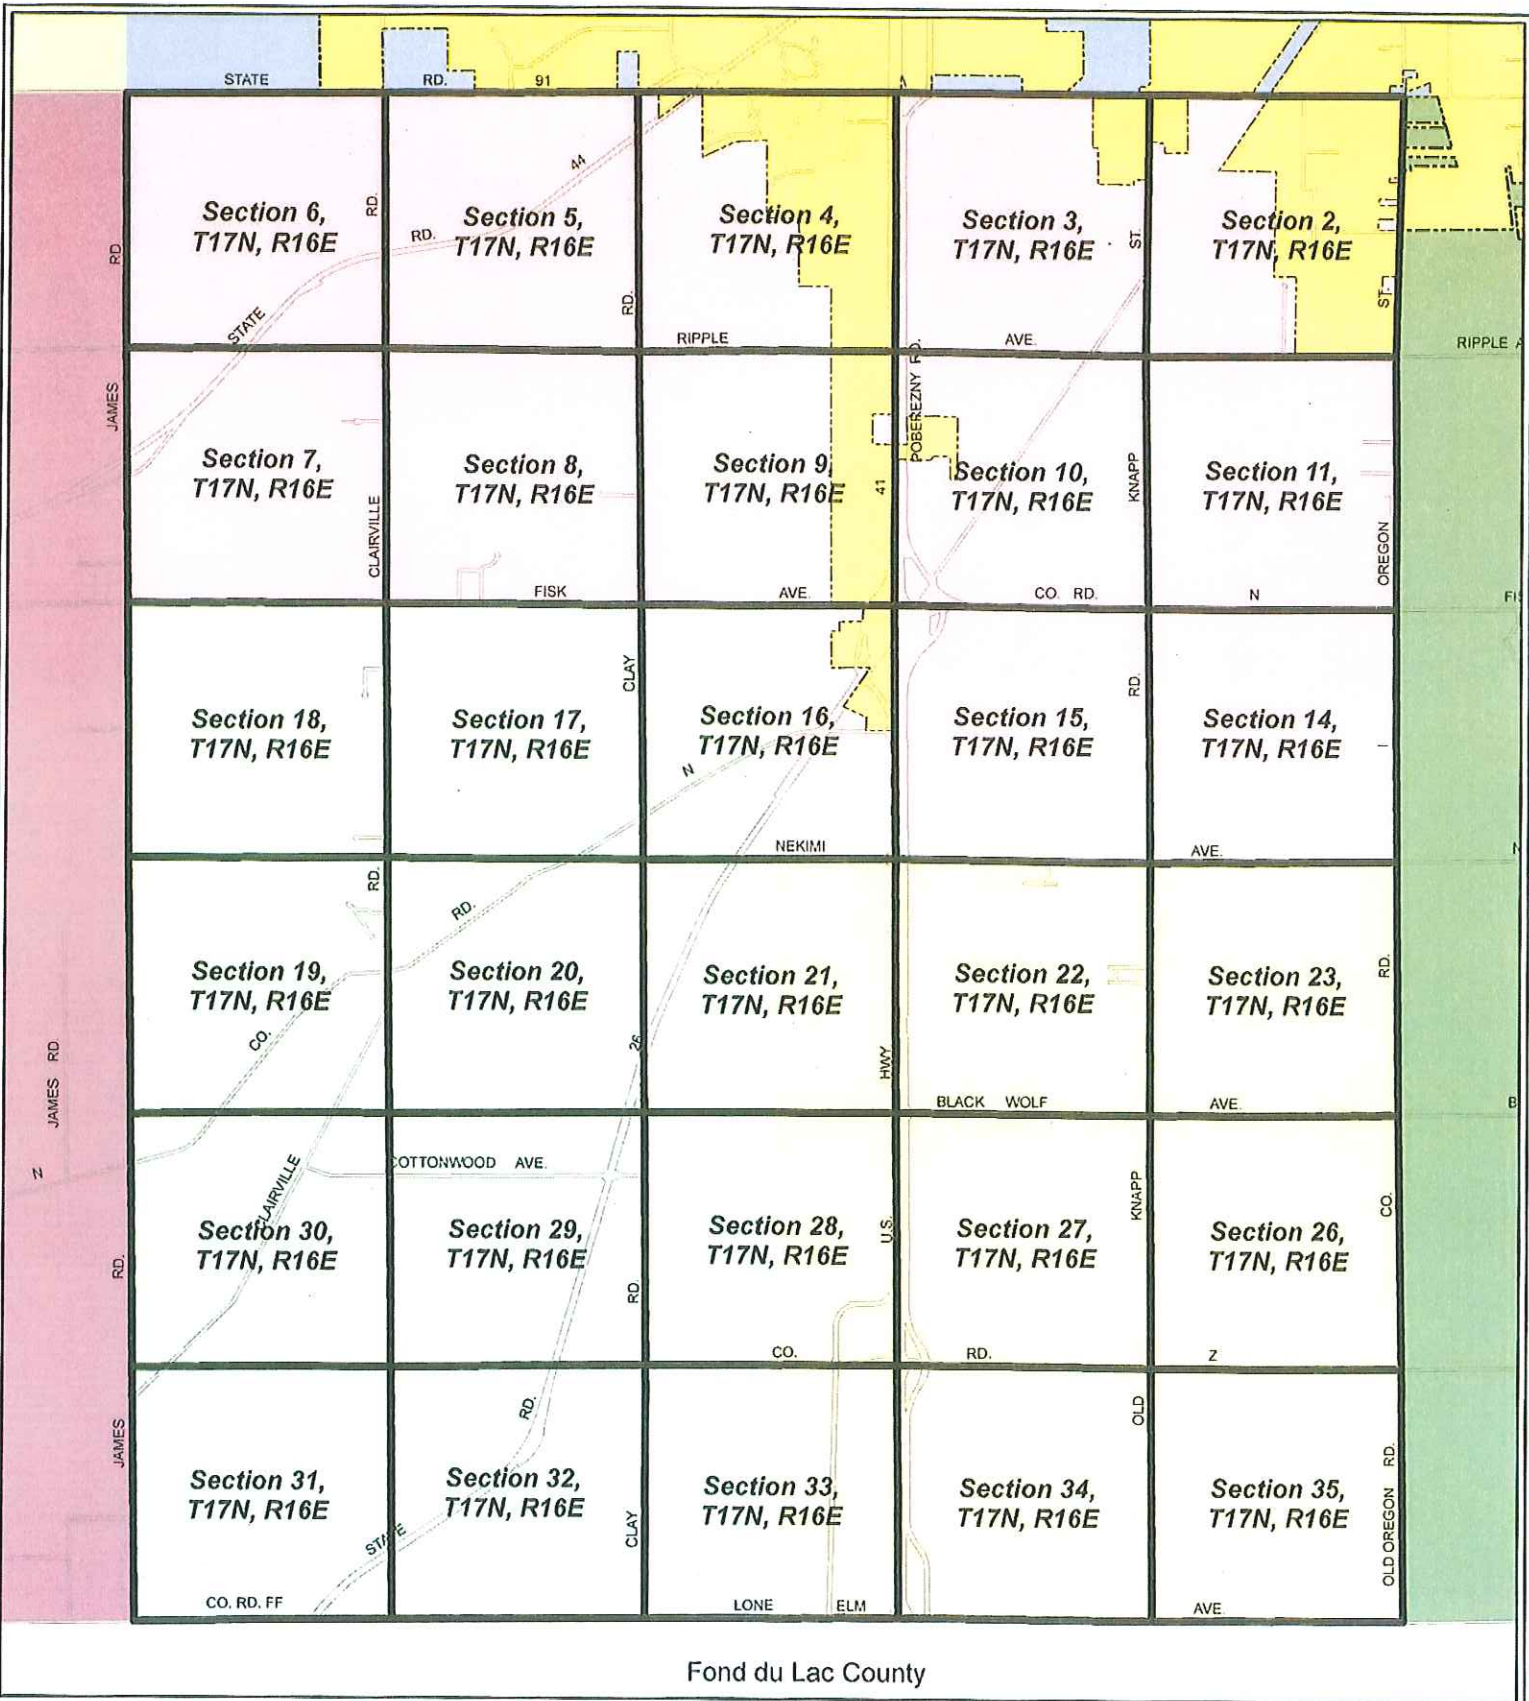 STATE RD. 91
44
Section 6,
T17N, R16E
Section 5,
T17N, R16E
Section 4,
T17N, R16E
Section 3,
T17N, R16E
Section 2,
T17N, R16E
RD.
RD.
ST.
RD.
RD.
ST.
STATE
RIPPLE AVE.
RIPPLE A
JAMES
POBEREZNY RD.
Section 7,
T17N, R16E
Section 8,
T17N, R16E
Section 9,
T17N, R16E
Section 10,
T17N, R16E
Section 11,
T17N, R16E
CLAIRVILLE
41
KNAPP
OREGON
FISK AVE.
CO. RD. N
FIS
CLAY
RD.
Section 18,
T17N, R16E
Section 17,
T17N, R16E
Section 16,
T17N, R16E
Section 15,
T17N, R16E
Section 14,
T17N, R16E
I
N
NEKIMI AVE.
N
RD.
RD.
Section 19,
T17N, R16E
Section 20,
T17N, R16E
Section 21,
T17N, R16E
Section 22,
T17N, R16E
Section 23,
T17N, R16E
RD.
CO.
26
HWY
JAMES RD.
BLACK WOLF AVE.
B
COTTONWOOD AVE.
N
CLAIRVILLE
KNAPP
CO.
Section 30,
T17N, R16E
Section 29,
T17N, R16E
Section 28,
T17N, R16E
Section 27,
T17N, R16E
Section 26,
T17N, R16E
U.S.
RD.
RD.
CO. RD. Z
RD.
OLD
JAMES
Section 31,
T17N, R16E
Section 32,
T17N, R16E
Section 33,
T17N, R16E
Section 34,
T17N, R16E
Section 35,
T17N, R16E
STATE
CLAY
OLD OREGON RD.
CO. RD. FF
LONE ELM AVE.
Fond du Lac County